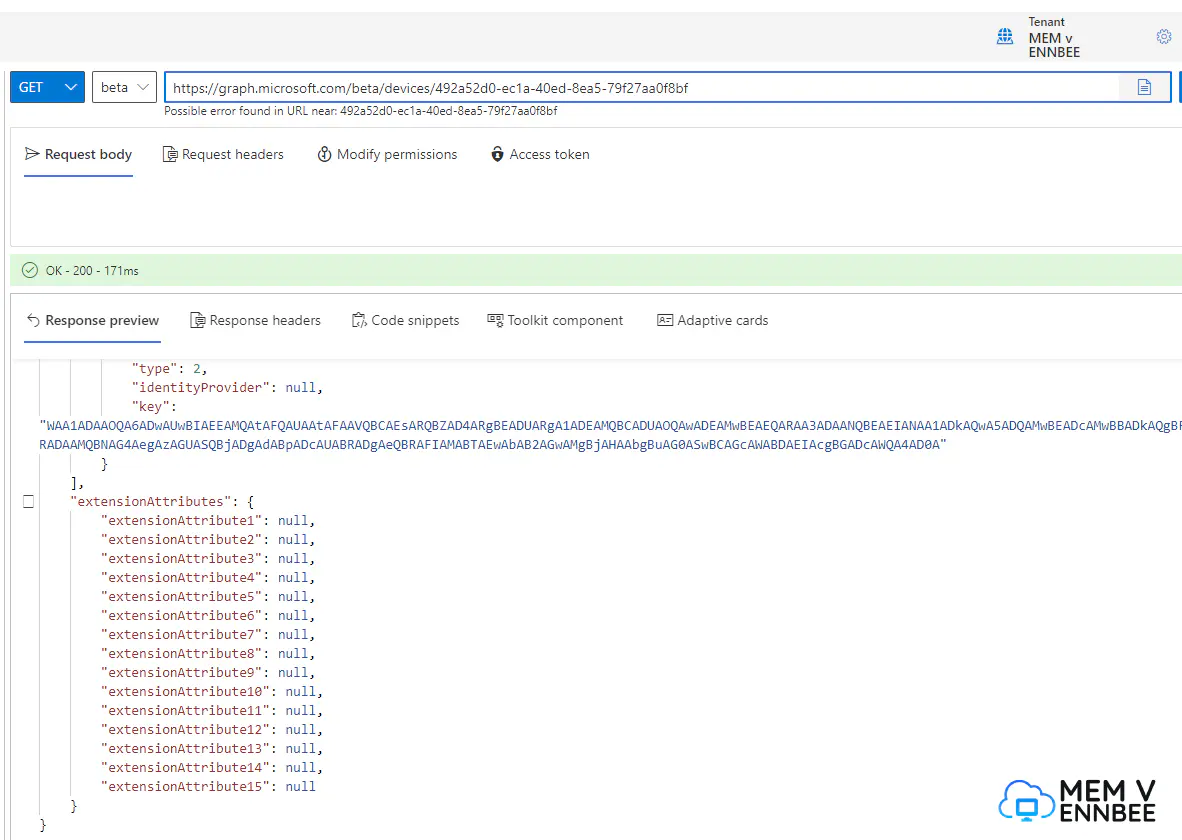 Tenant
MEM v
ENNBEE
GET
beta
https://graph.microsoft.com/beta/devices/492a52d0-ec1a-40ed-8ea5-79f27aa0f8bf
Possible error found in URL near: 492a52d0-ec1a-40ed-8ea5-79f27aa0f8bf
Request body Request headers Modify permissions Access token
OK - 200 - 171ms
Response preview Response headers Code snippets Toolkit component Adaptive cards
"type": 2,
"identityProvider": null,
"key":
"WAA1ADAAOQA6ADwAUwBIAEEAMQAtAFQAUAAtAFAAVQBCAEsARQBZAD4ARgBEADUARgA1ADEAMQBCADUAOQAwADEAMwBEAEQARAA3ADAANQBEAEIANAA1ADkAQwA5ADQAMwBEADcAMwBBADkAQgBF
RADAAMQBNAG4AegAzAGUASQBjADgAdABpADcAUABRADgAeQBRAFIAMABTAEwAbAB2AGwAMgBjAHAAbgBuAG0ASwBCAGcAWABDAEIAcgBGADcAWQA4AD0A"
}
],
"extensionAttributes": {
"extensionAttribute1": null,
"extensionAttribute2": null,
"extensionAttribute3": null,
"extensionAttribute4": null,
"extensionAttribute5": null,
"extensionAttribute6": null,
"extensionAttribute7": null,
"extensionAttribute8": null,
"extensionAttribute9": null,
"extensionAttribute10": null,
"extensionAttribute11": null,
"extensionAttribute12": null,
"extensionAttribute13": null,
"extensionAttribute14": null,
"extensionAttribute15": null
}
}
MEM V
ENNBEE